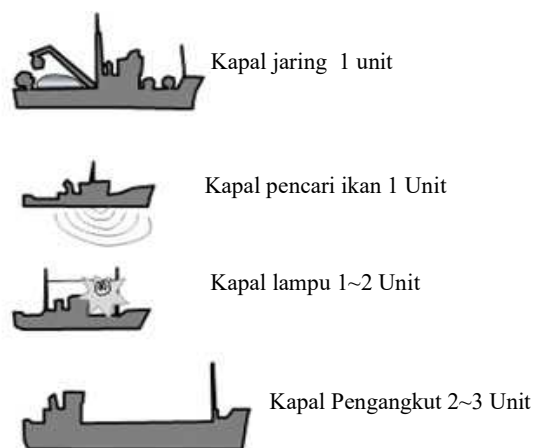 Kapal jaring 1 unit
Kapal pencari ikan 1 Unit
Kapal lampu 1~2 Unit
Kapal Pengangkut 2~3 Unit